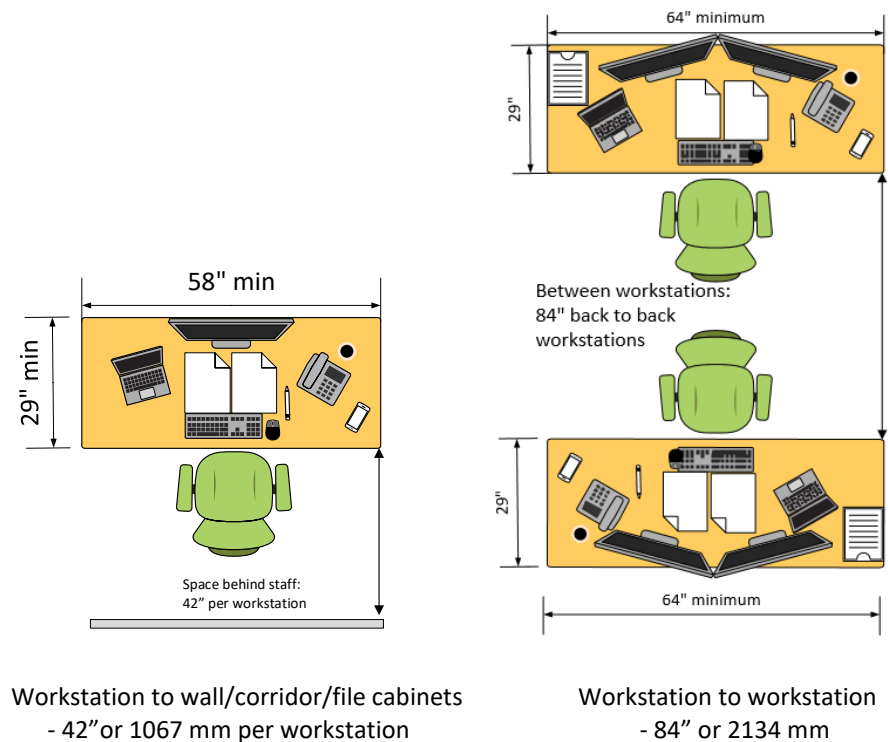 64" minimum
29"
Between workstations:
84" back to back
workstations
58" min
29" min
Space behind staff:
42” per workstation
29"
64" minimum
Workstation to wall/corridor/file cabinets
- 42”or 1067 mm per workstation
Workstation to workstation
- 84” or 2134 mm